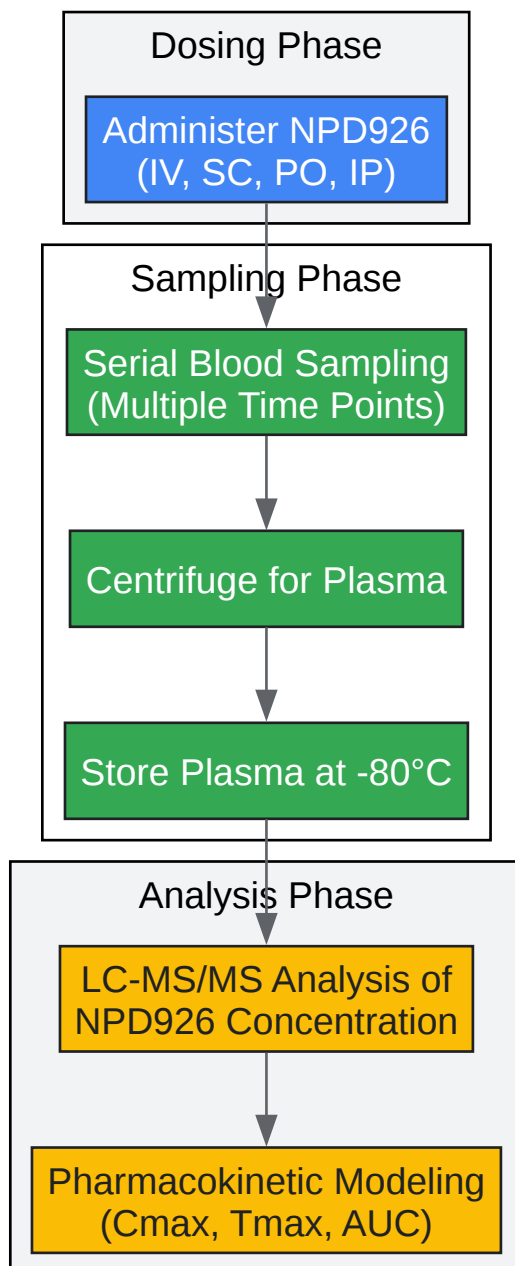 Dosing Phase
Administer NPD926
(IV, SC, PO, IP)
Sampling Phase
Serial Blood Sampling
(Multiple Time Points)
Centrifuge for Plasma
Store Plasma at -80°C
Analysis Phase
LC-MS/MS Analysis of
NPD926 Concentration
Pharmacokinetic Modeling
(Cmax, Tmax, AUC)